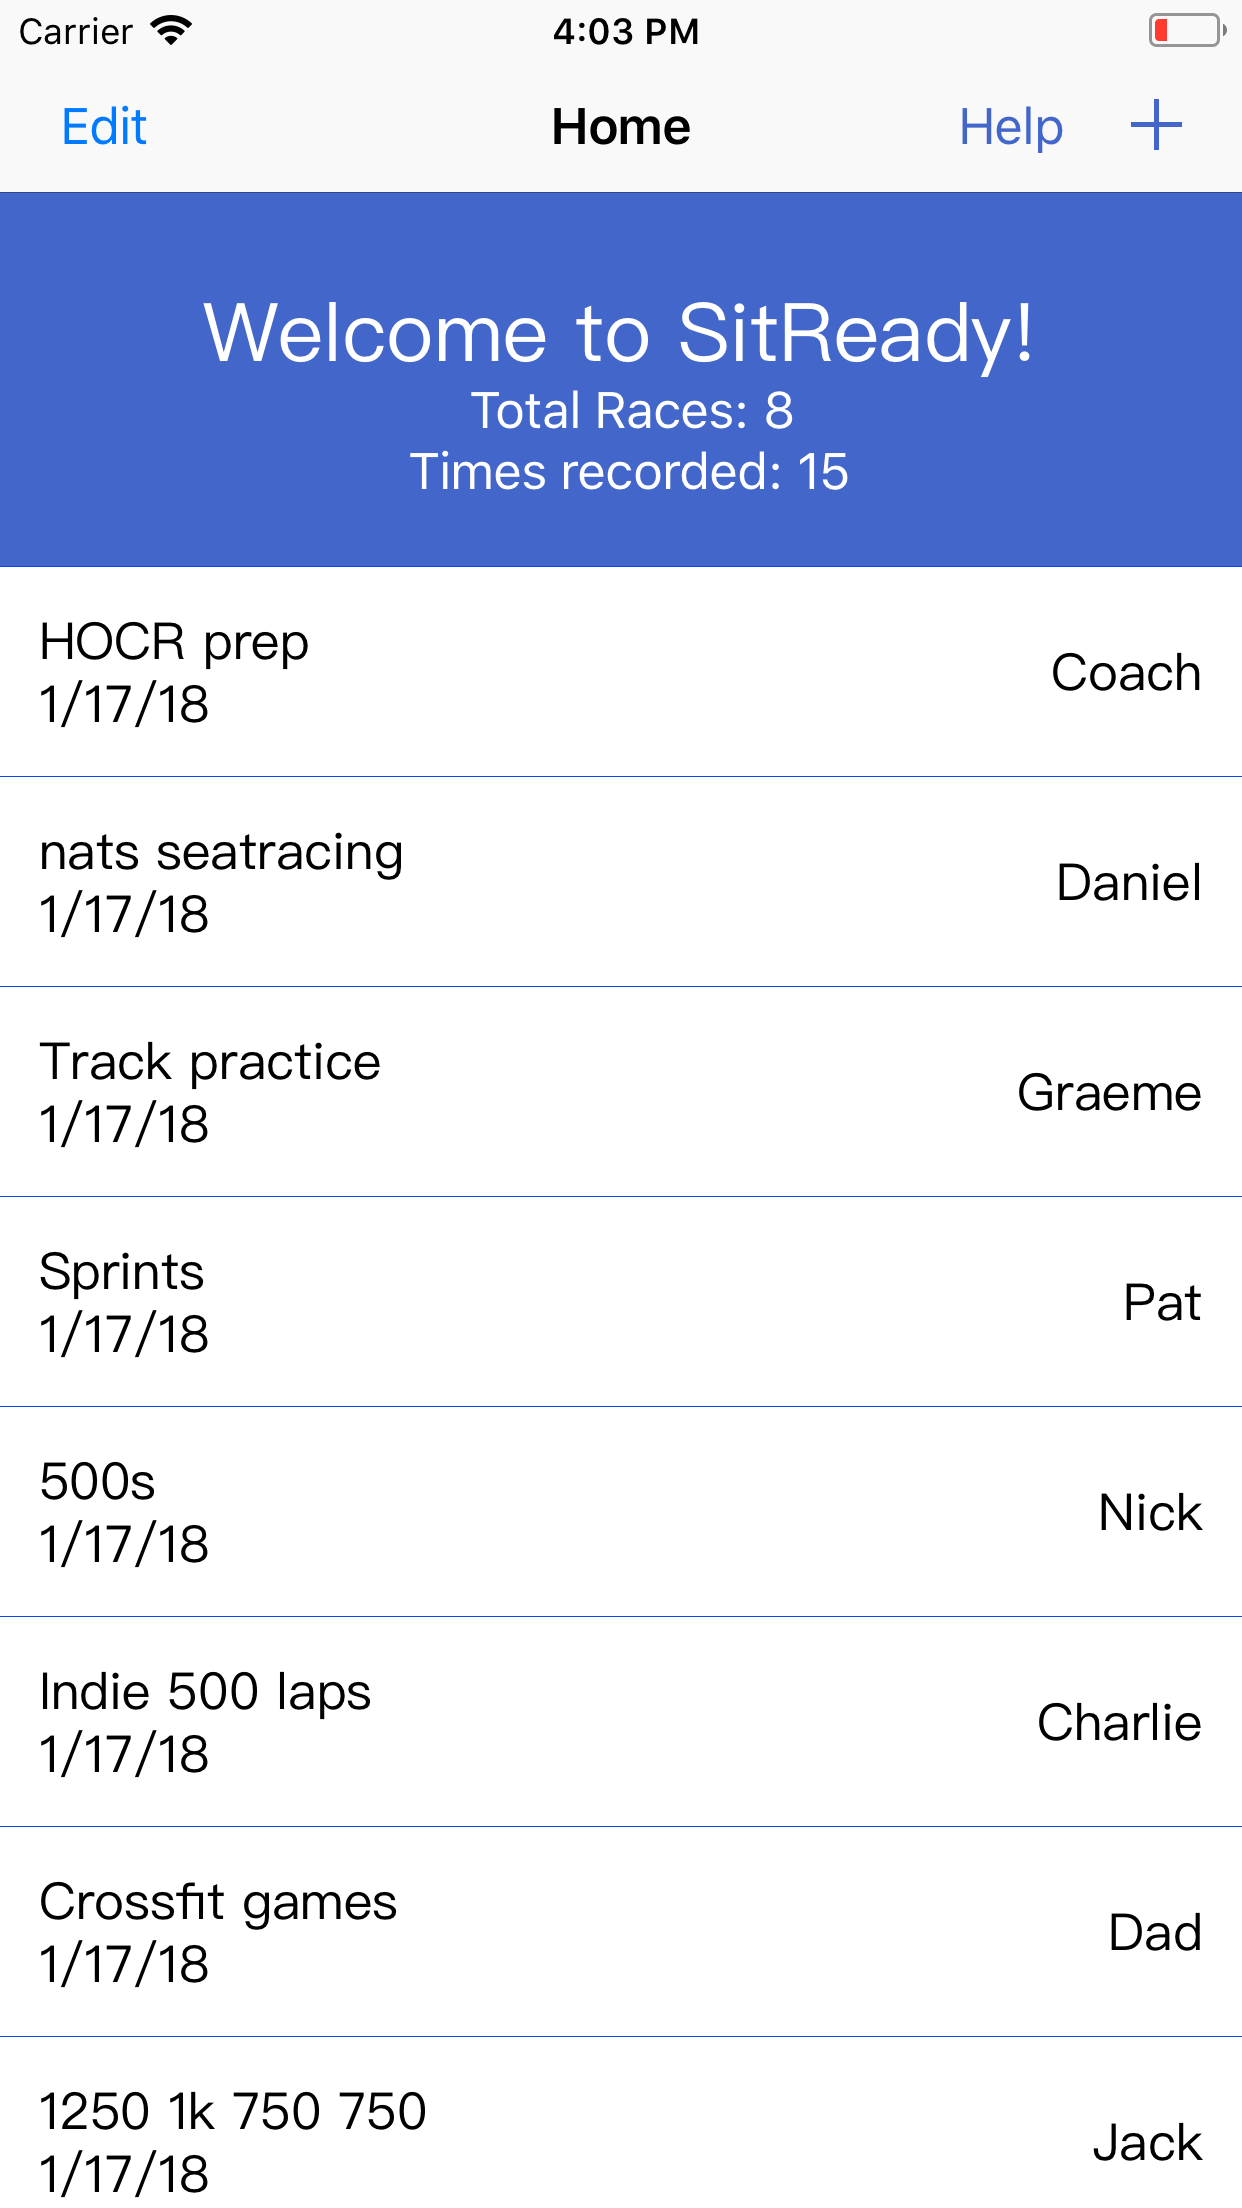 Carrier 4:03 PM
Edit Home Help +
Welcome to SitReady!
Total Races: 8
Times recorded: 15
HOCR prep
1/17/18
Coach
nats seatracing
1/17/18
Daniel
Track practice
1/17/18
Graeme
Sprints
1/17/18
Pat
500s
1/17/18
Nick
Indie 500 laps
1/17/18
Charlie
Crossfit games
1/17/18
Dad
1250 1k 750 750
1/17/18
Jack